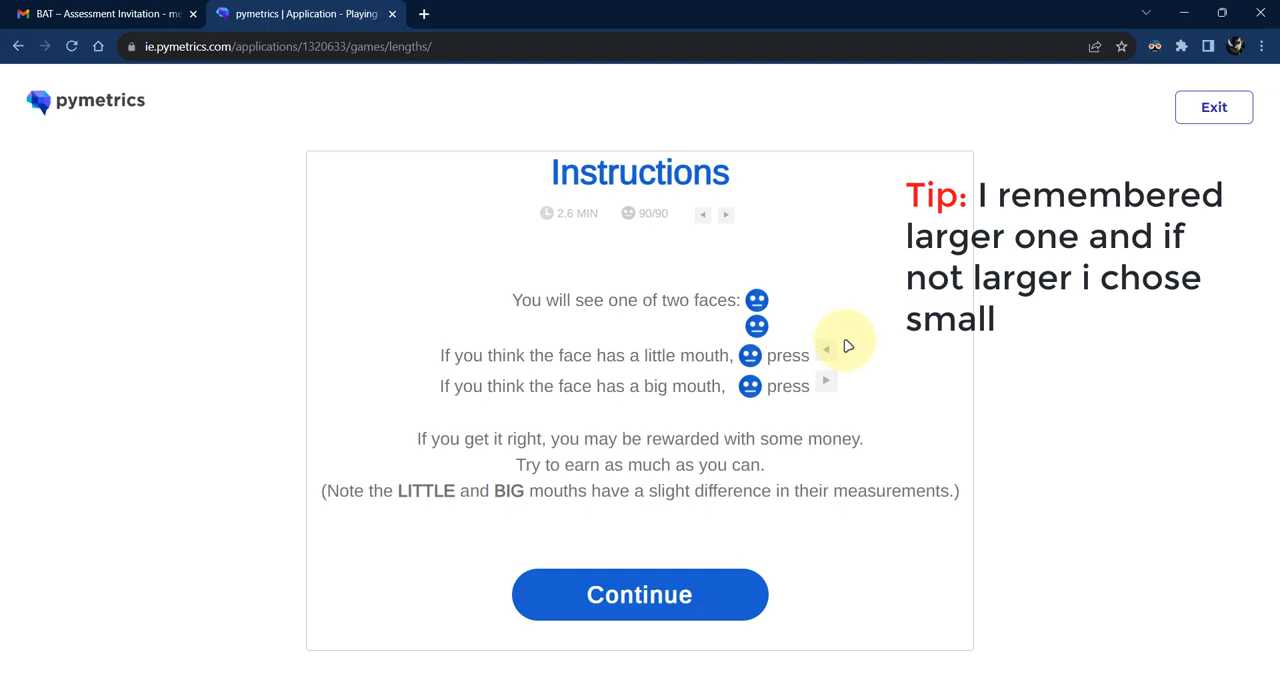 BAT – Assessment Invitation - me
pymetrics | Application - Playing
ie.pymetrics.com/applications/1320633/games/lengths/
pymetrics
Exit
Instructions
2.6 MIN 90/90
Tip: I remembered
larger one and if
not larger i chose
small
You will see one of two faces:
If you think the face has a little mouth, press
If you think the face has a big mouth, press
If you get it right, you may be rewarded with some money.
Try to earn as much as you can.
(Note the LITTLE and BIG mouths have a slight difference in their measurements.)
Continue